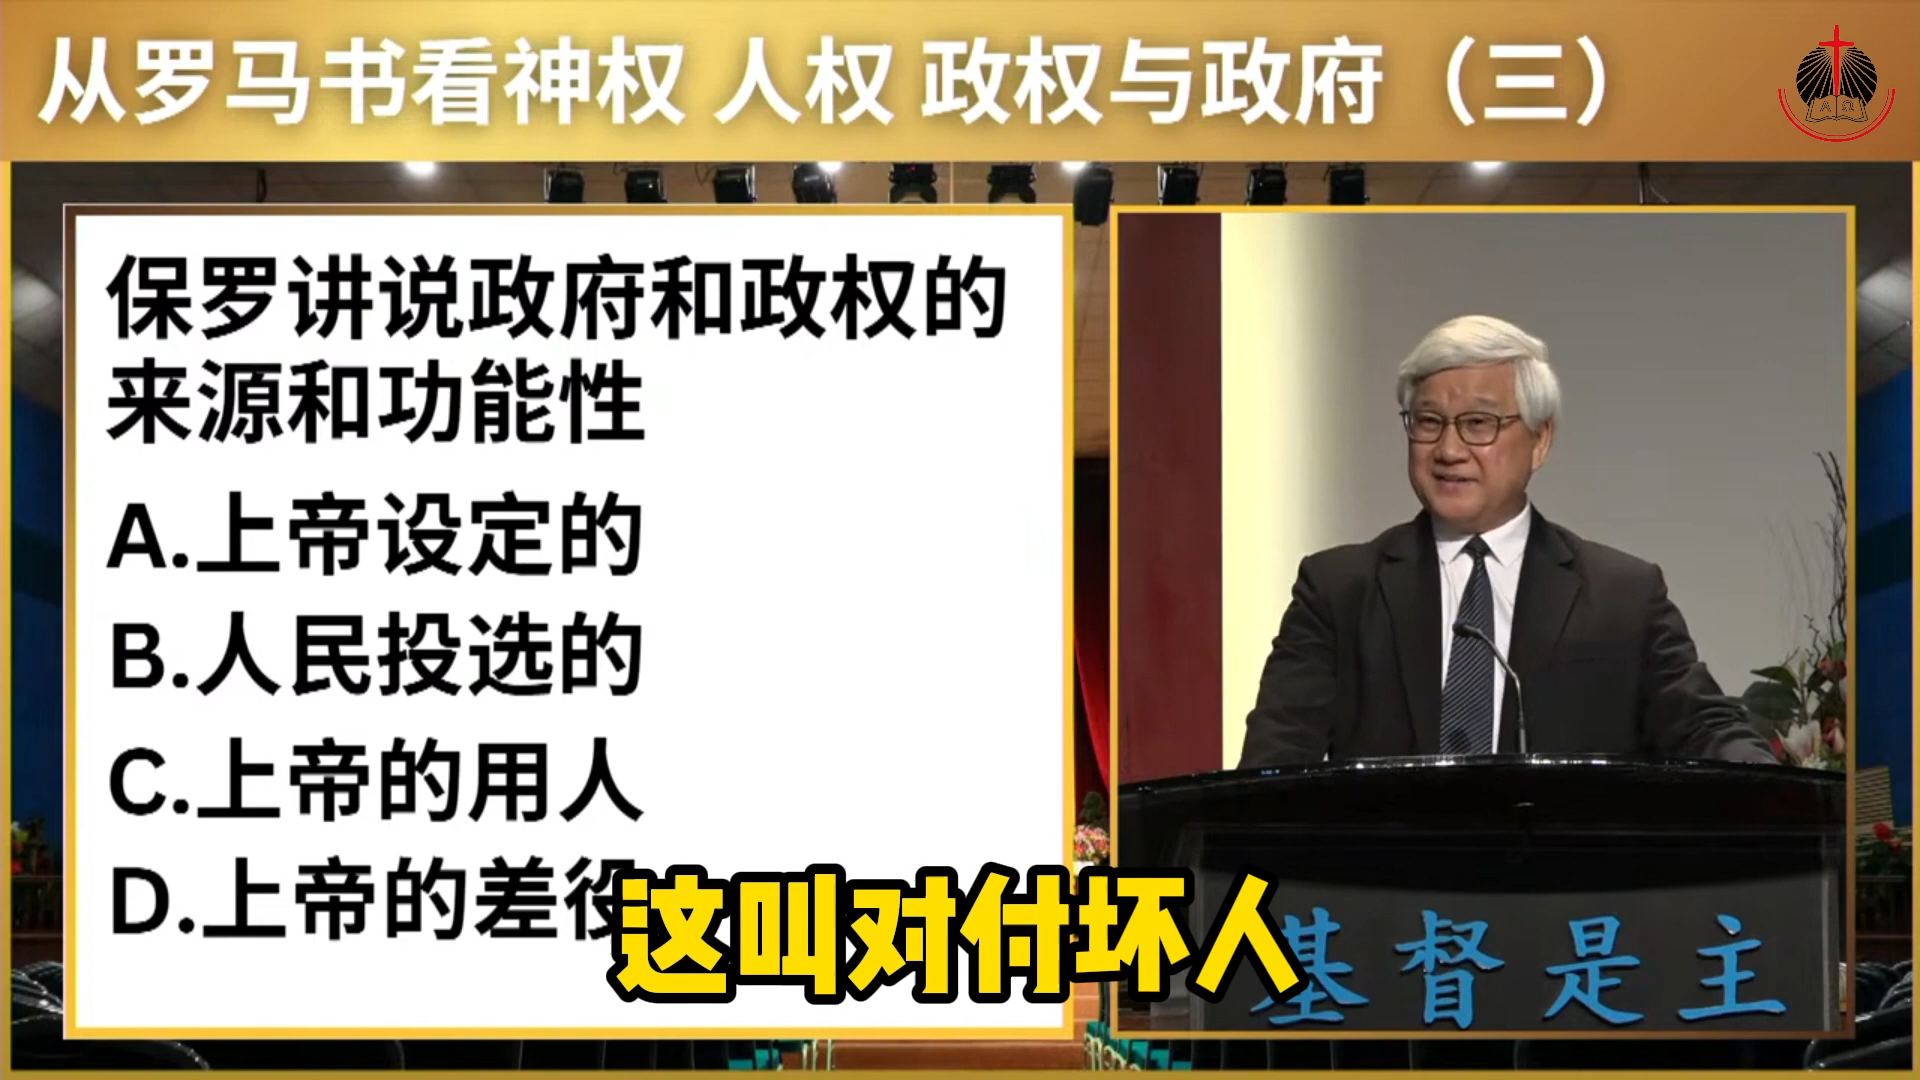 从罗马书看神权 人权 政权与政府（三）
保罗讲说政府和政权的
来源和功能性
A.上帝设定的
B.人民投选的
C.上帝的用人
D.上帝的差役
这叫对付坏人
基督是主